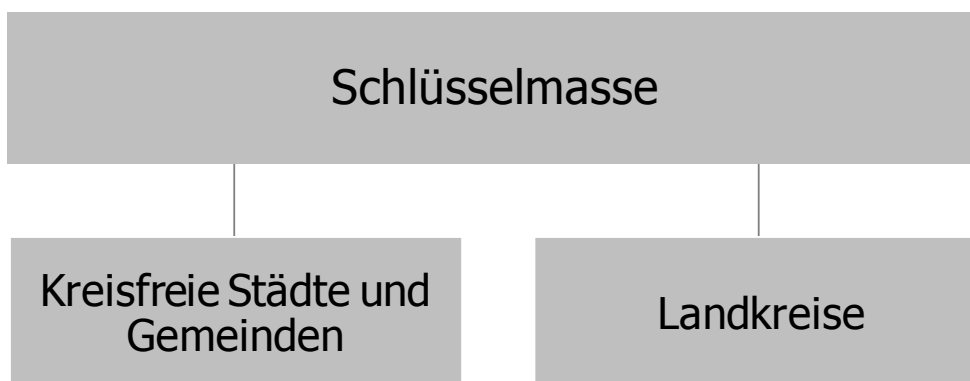 Schlüsselmasse
Kreisfreie Städte und
Gemeinden
Landkreise